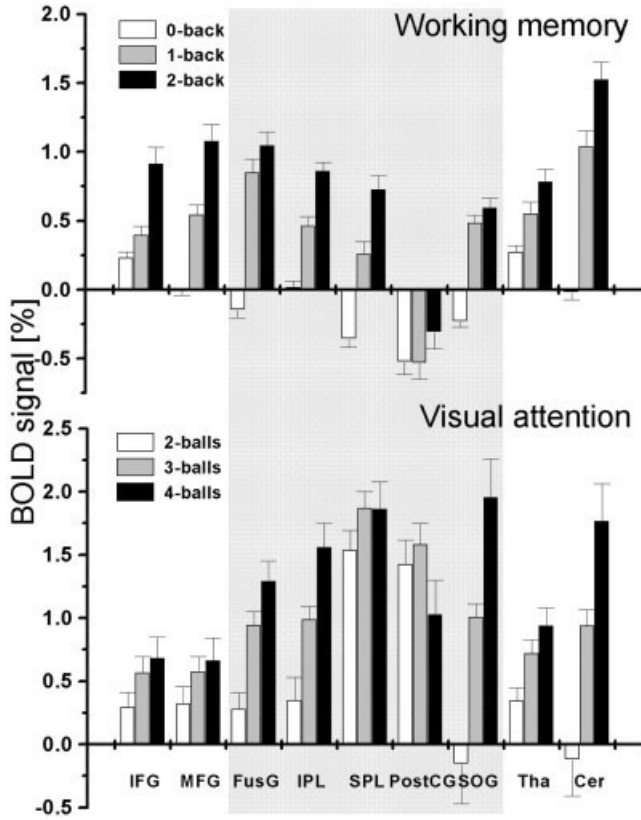 BOLD signal [%]
Working memory
0-back
1-back
2-back
2.0
1.5
1.0
0.5
0.0
-0.5
Visual attention
2-balls
3-balls
4-balls
2.5
2.0
1.5
1.0
0.5
0.0
-0.5
IFG MFG FusG IPL SPL PostCG SOG Tha Cer